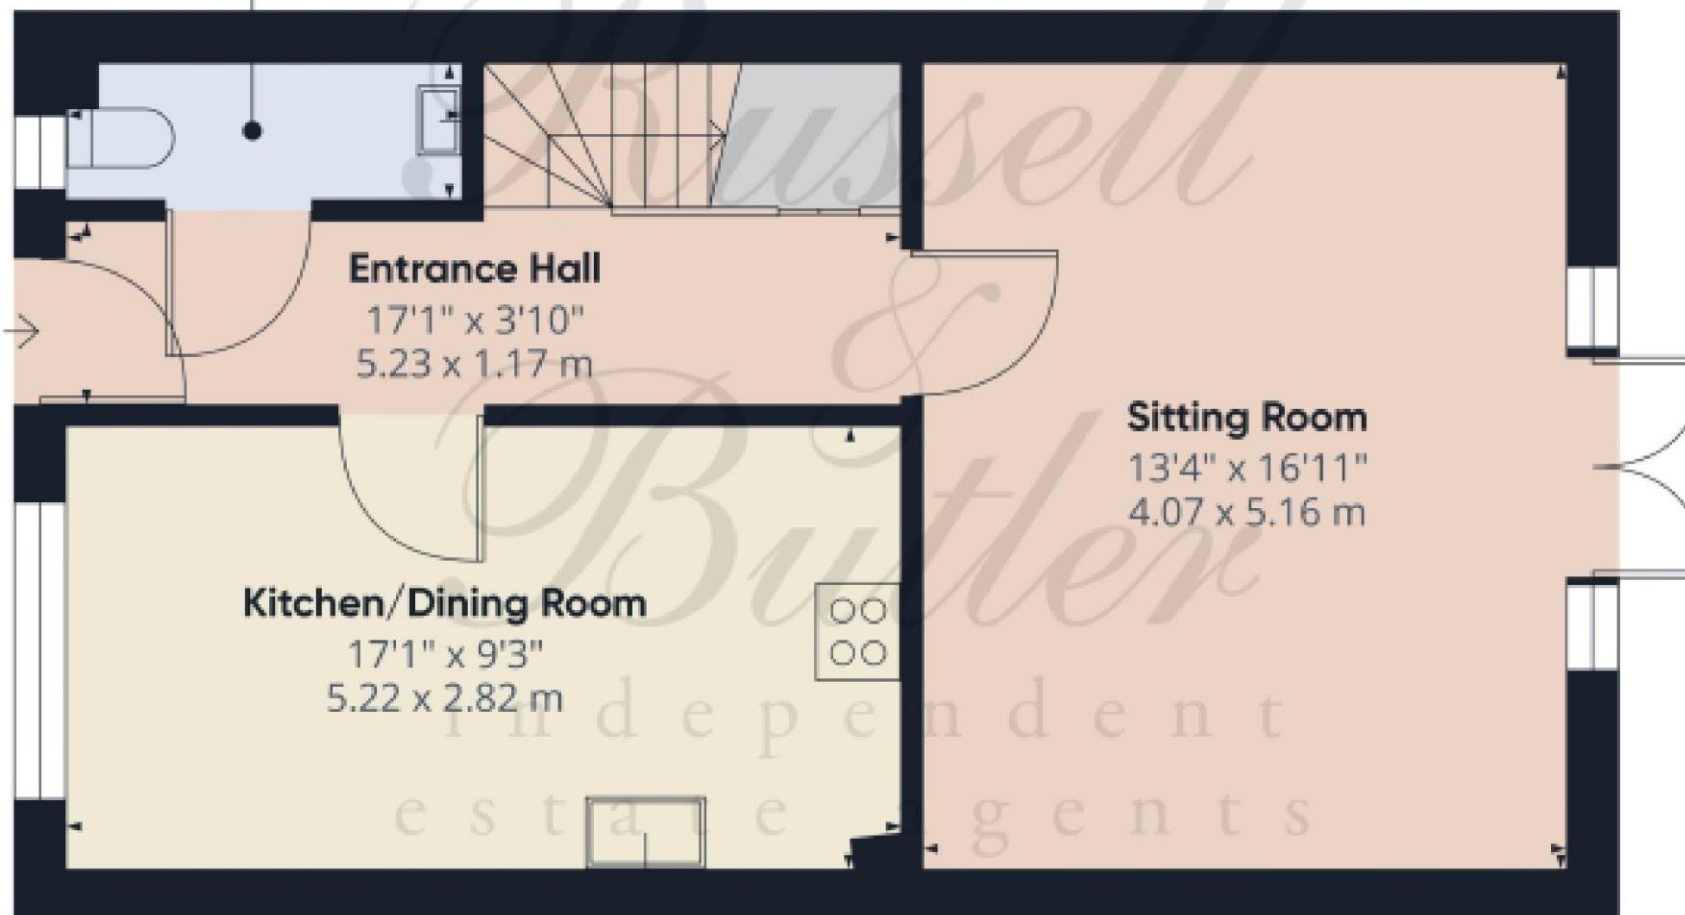 Russell
&
Butler
independent
estate agents
Entrance Hall
17'1" x 3'10"
5.23 x 1.17 m
Sitting Room
13'4" x 16'11"
4.07 x 5.16 m
Kitchen/Dining Room
17'1" x 9'3"
5.22 x 2.82 m